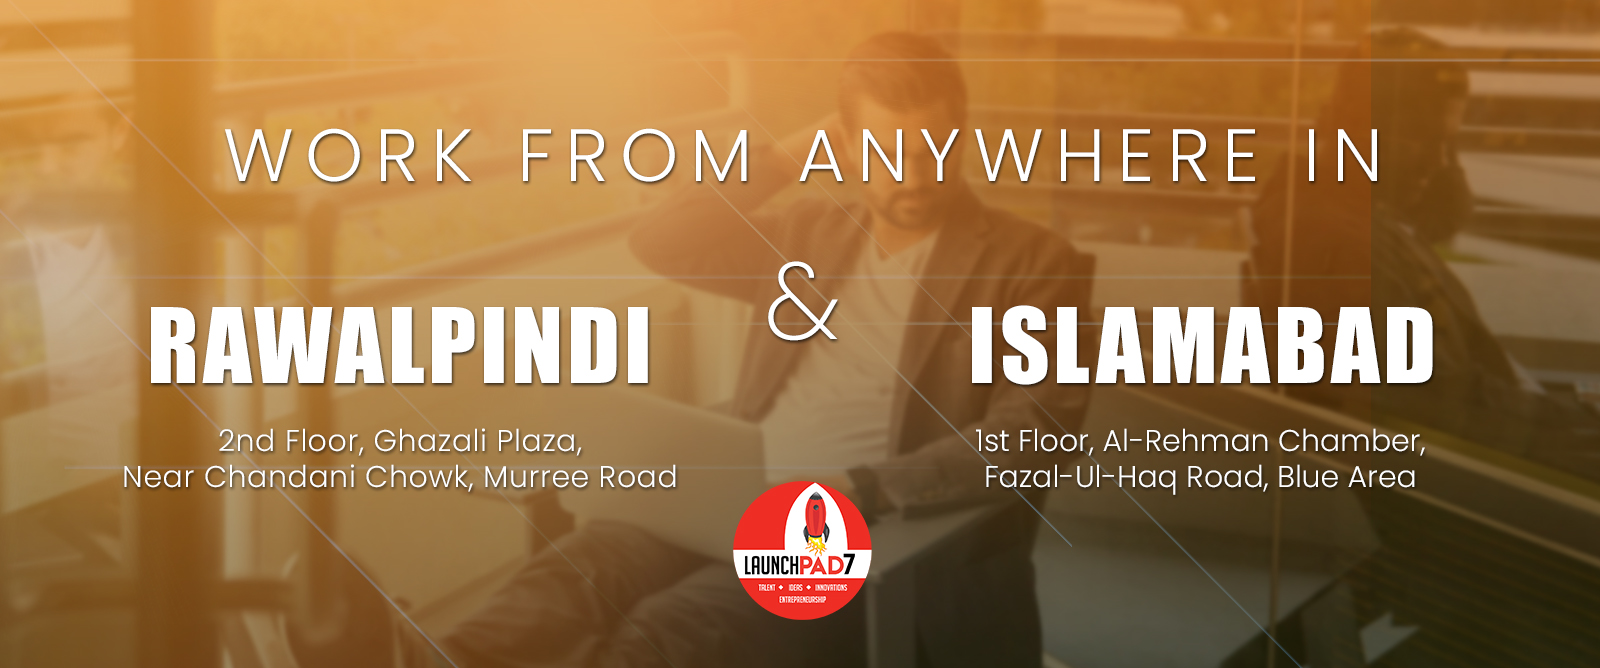 WORK FROM ANYWHERE IN
RAWALPINDI
&
ISLAMABAD
2nd Floor, Ghazali Plaza,
Near Chandani Chowk, Murree Road
1st Floor, Al-Rehman Chamber,
Fazal-Ul-Haq Road, Blue Area
LAUNCHPAD7
TALENT ✦ IDEAS ✦ INNOVATIONS
ENTREPRENEURSHIP